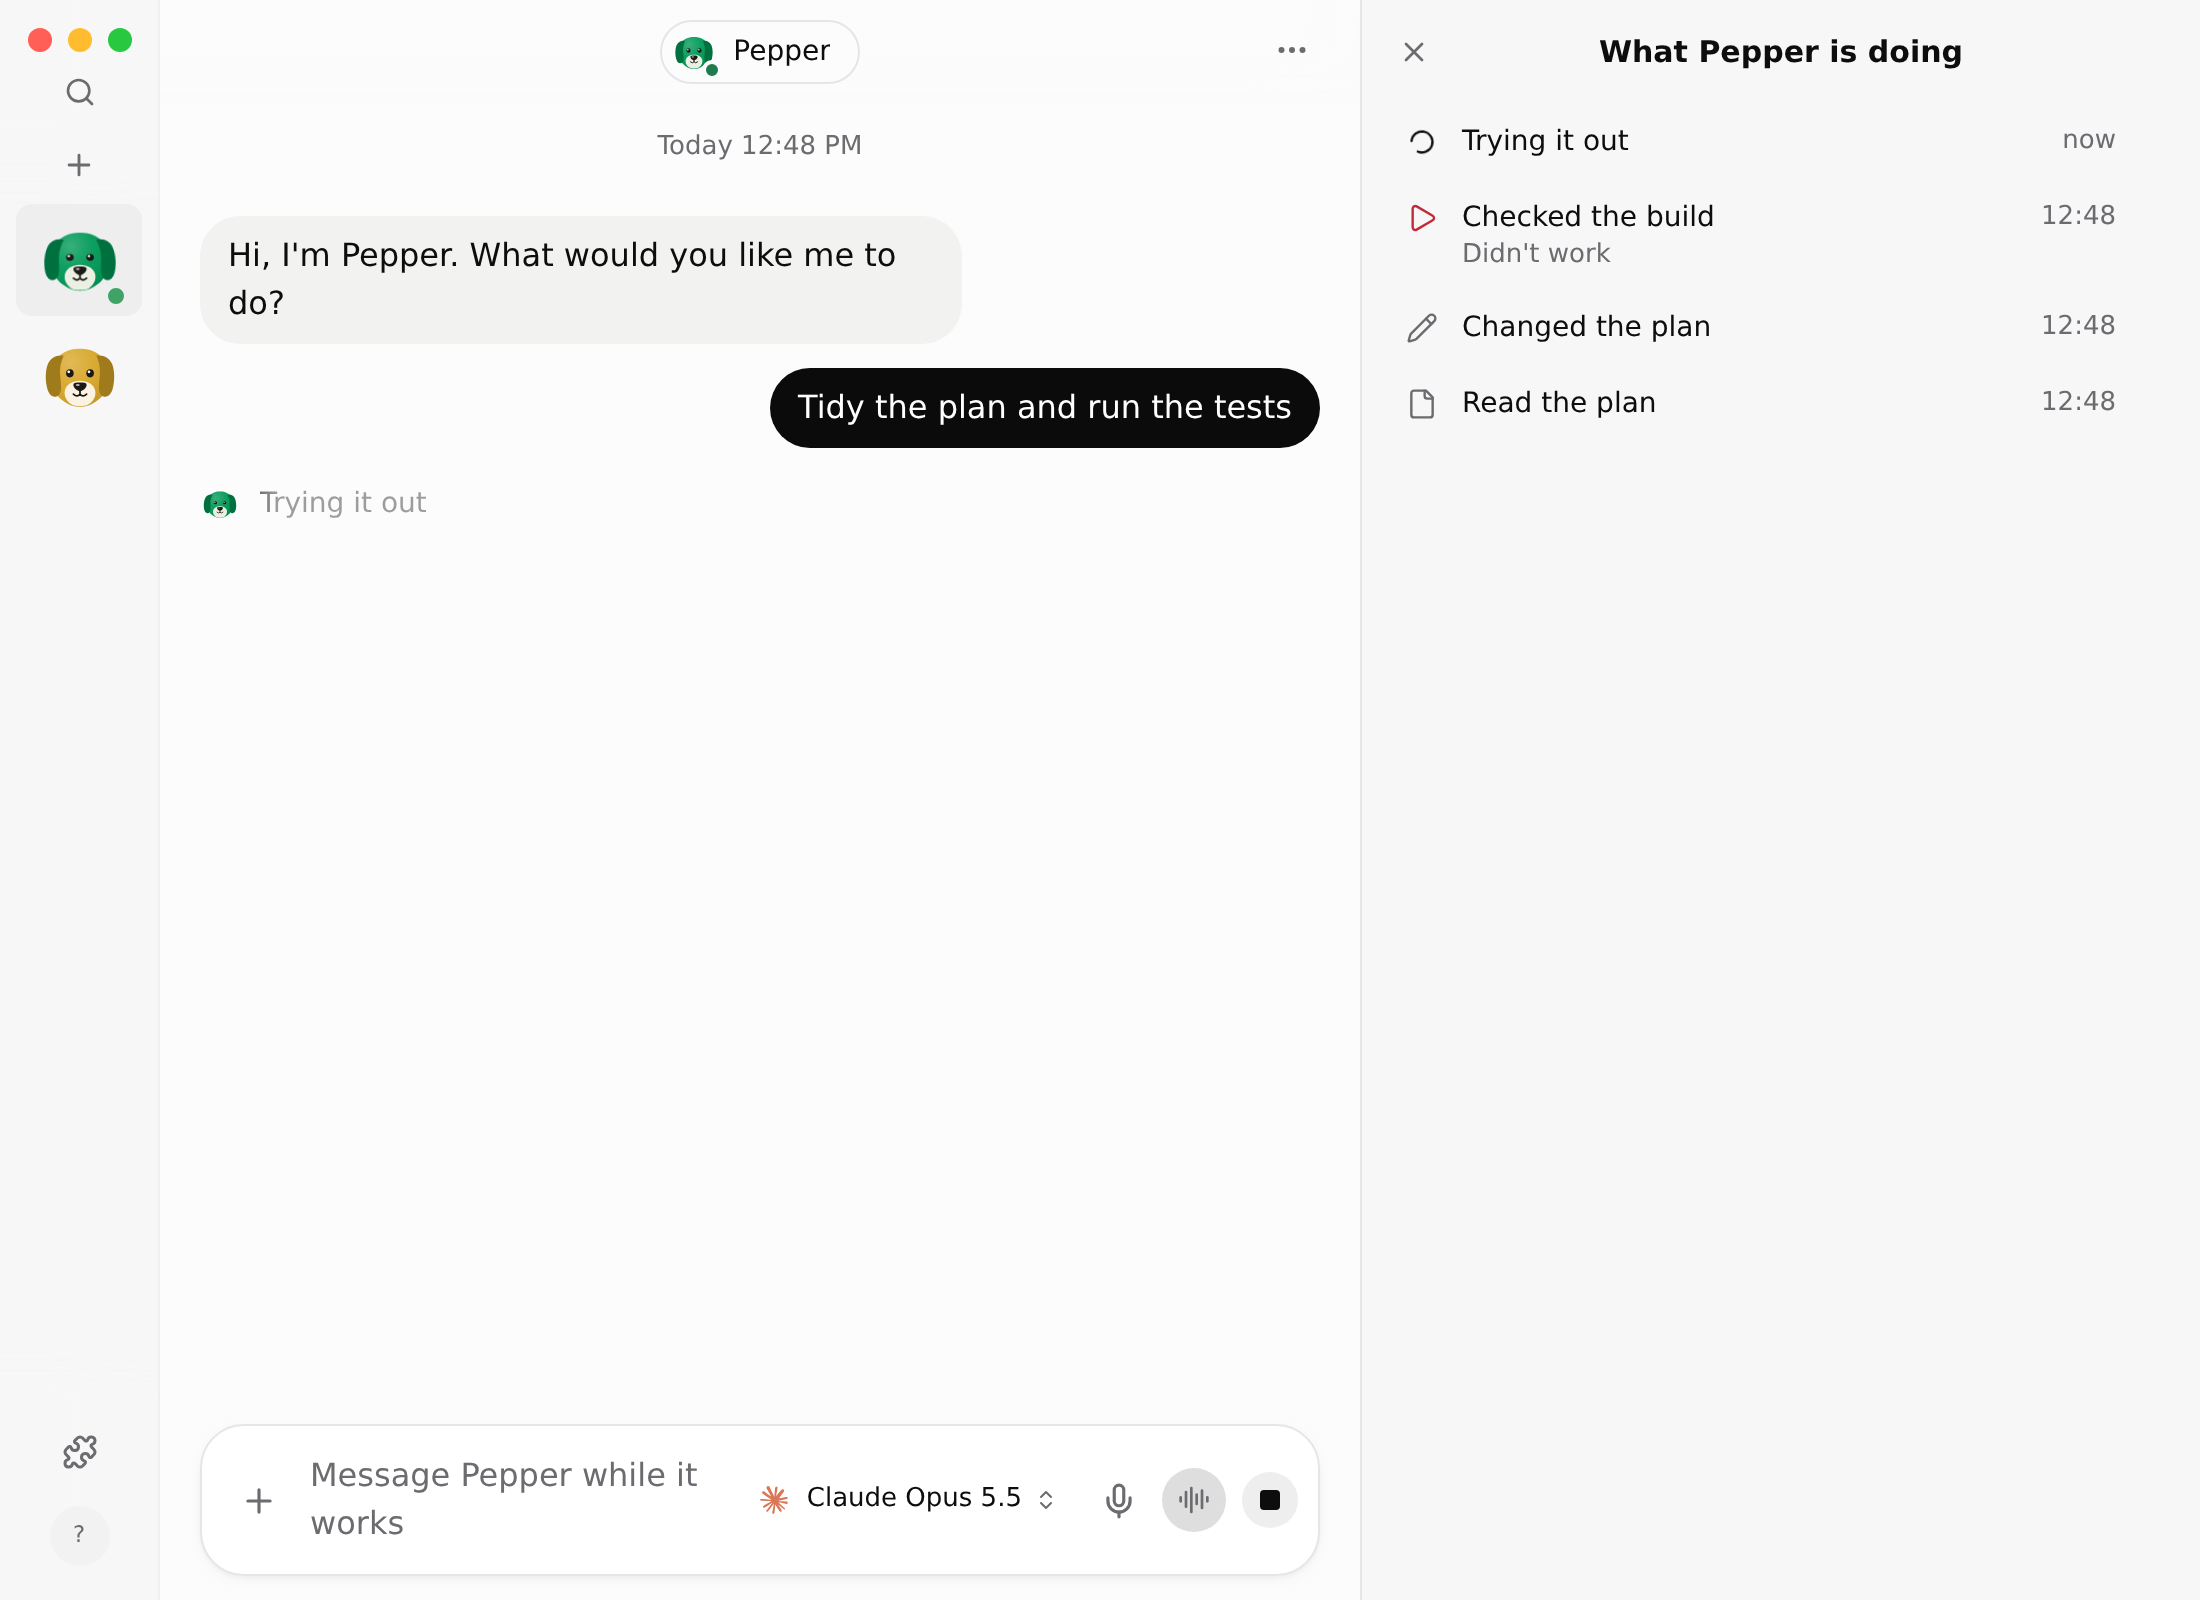 Pepper
Today 12:48 PM
Hi, I'm Pepper. What would you like me to
do?
Tidy the plan and run the tests
Trying it out
Message Pepper while it
works
Claude Opus 5.5
?
What Pepper is doing
Trying it out
now
Checked the build
12:48
Didn't work
Changed the plan
12:48
Read the plan
12:48